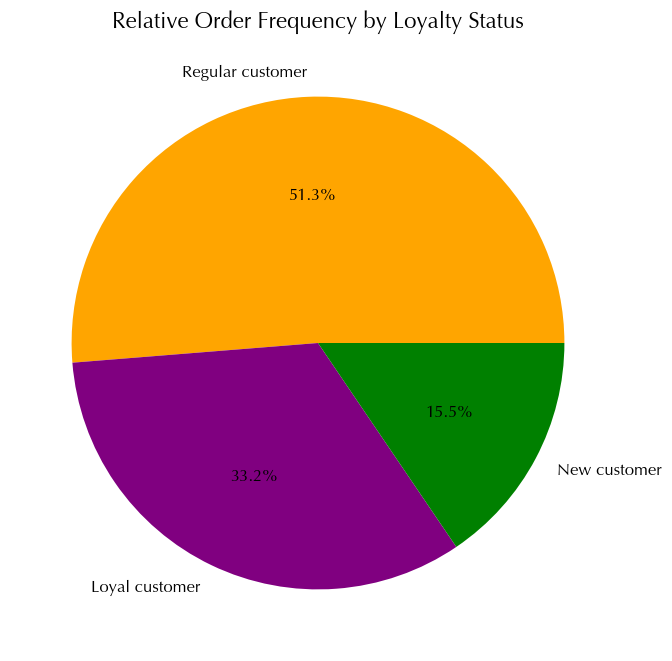 Relative Order Frequency by Loyalty Status
Regular customer
51.3%
15.5%
New customer
33.2%
Loyal customer